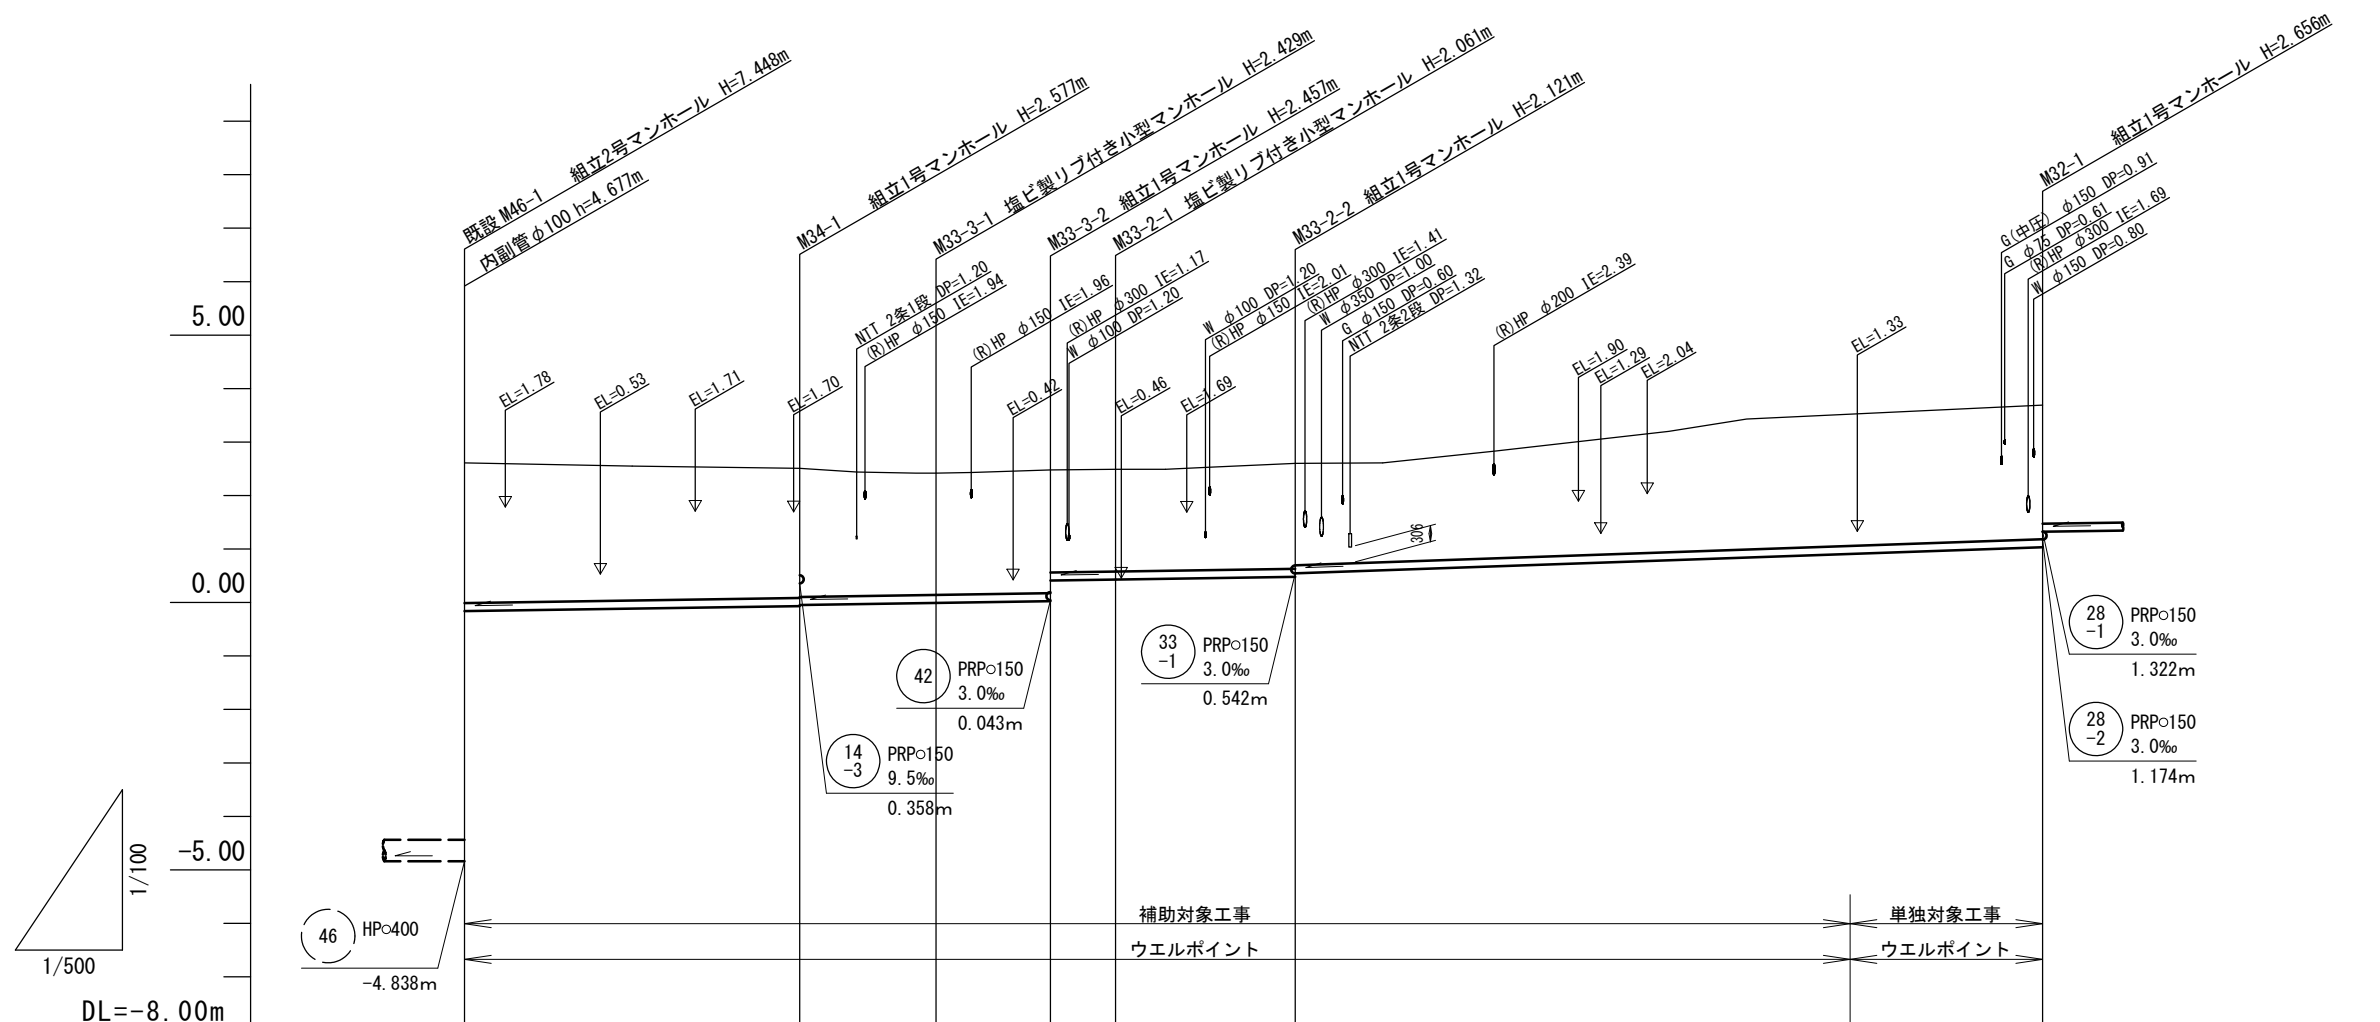 既設 M46-1　組立2号マンホール　H=7.448m
内副管φ100 h=4.677m
M34-1　組立1号マンホール　H=2.577m
M33-3-1　塩ビ製リブ付き小型マンホール　H=2.429m
M33-3-2　組立1号マンホール　H=2.457m
M33-2-1　塩ビ製リブ付き小型マンホール　H=2.061m
M33-2-2　組立1号マンホール　H=2.121m
M32-1　組立1号マンホール　H=2.656m
G(中圧)　φ150 DP=0.91
G　φ75 DP=0.61
(R)HP　φ300 IE=1.69
W　φ150 DP=0.80
NTT　2条1段 DP=1.20
(R)HP　φ150 IE=1.94
(R)HP　φ150 IE=1.96
(R)HP　φ300 IE=1.17
W　φ100 DP=1.20
W　φ100 DP=1.20
(R)HP　φ150 IE=2.01
(R)HP　φ300 IE=1.41
W　φ350 DP=1.00
G　φ150 DP=0.60
NTT　2条2段 DP=1.32
(R)HP　φ200 IE=2.39
EL=1.78
EL=0.53
EL=1.71
EL=1.70
EL=0.42
EL=0.46
EL=1.69
EL=1.90
EL=1.29
EL=2.04
EL=1.33
5.00
0.00
-5.00
DL=-8.00m
306
28
-1
PRP○150
3.0‰
1.322m
33
-1
PRP○150
3.0‰
0.542m
42
PRP○150
3.0‰
0.043m
28
-2
PRP○150
3.0‰
1.174m
14
-3
PRP○150
9.5‰
0.358m
46
HP○400
-4.838m
1/100
1/500
補助対象工事
単独対象工事
ウエルポイント
ウエルポイント